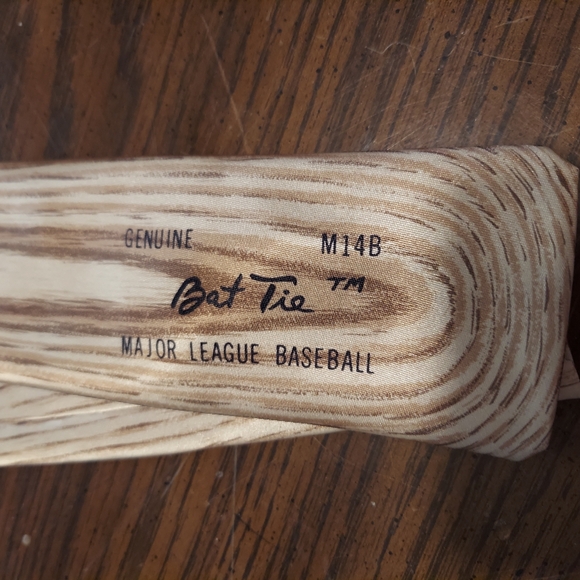 GENUINE M14B
Bat Tie ™
MAJOR LEAGUE BASEBALL